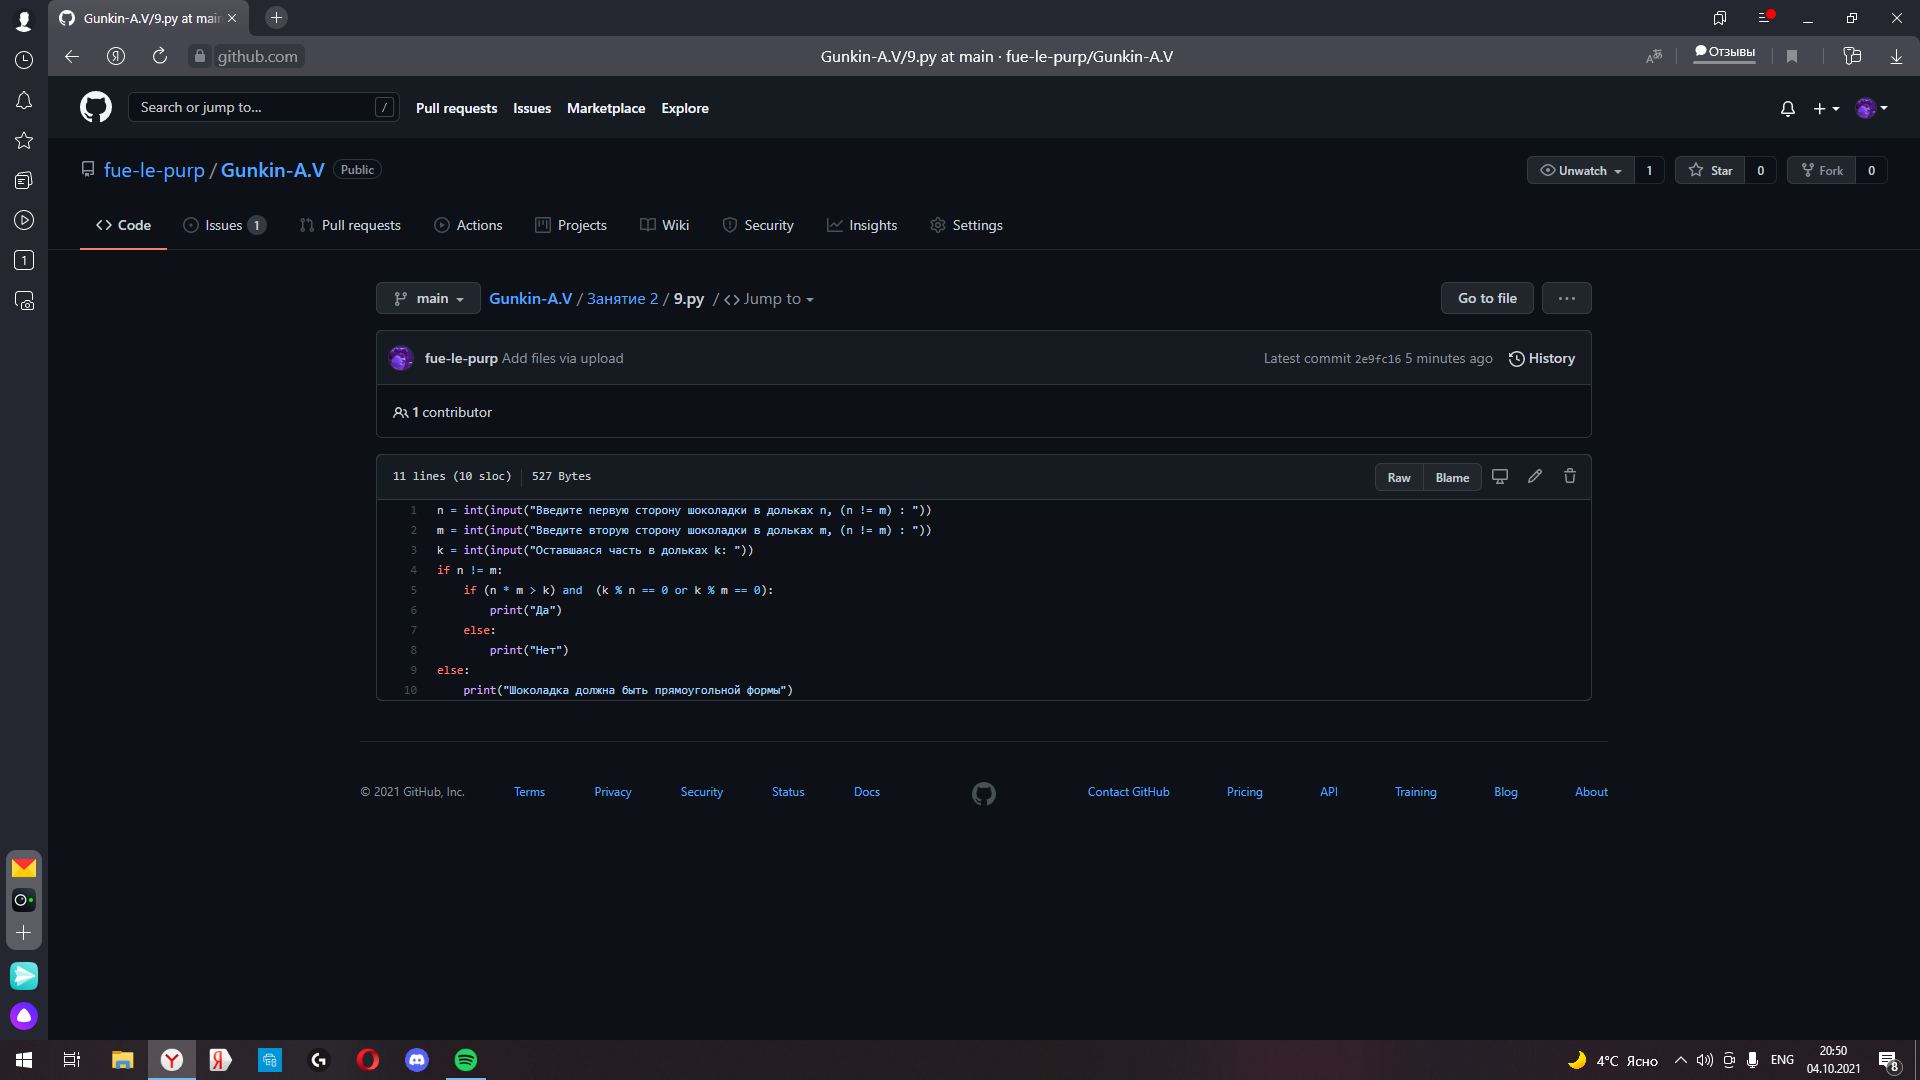 Gunkin-A.V/9.py at mai
github.com
Gunkin-A.V/9.py at main · fue-le-purp/Gunkin-A.V
Отзывы
Search or jump to...
/
Pull requests
Issues
Marketplace
Explore
fue-le-purp / Gunkin-A.V
Public
Unwatch
1
Star
0
Fork
0
Code
Issues 1
Pull requests
Actions
Projects
Wiki
Security
Insights
Settings
main
Gunkin-A.V / Занятие 2 / 9.py / <> Jump to
Go to file
...
fue-le-purp Add files via upload
Latest commit 2e9fc16 5 minutes ago
History
1 contributor
11 lines (10 sloc)
527 Bytes
Raw
Blame
1 n = int(input("Введите первую сторону шоколадки в дольках n, (n != m) : "))
2 m = int(input("Введите вторую сторону шоколадки в дольках m, (n != m) : "))
3 k = int(input("Оставшаяся часть в дольках k: "))
4 if n != m:
5 if (n * m > k) and  (k % n == 0 or k % m == 0):
6 print("Да")
7 else:
8 print("Нет")
9 else:
10 print("Шоколадка должна быть прямоугольной формы")
© 2021 GitHub, Inc.
Terms
Privacy
Security
Status
Docs
Contact GitHub
Pricing
API
Training
Blog
About
1
4°C Ясно
ENG
20:50
04.10.2021
8